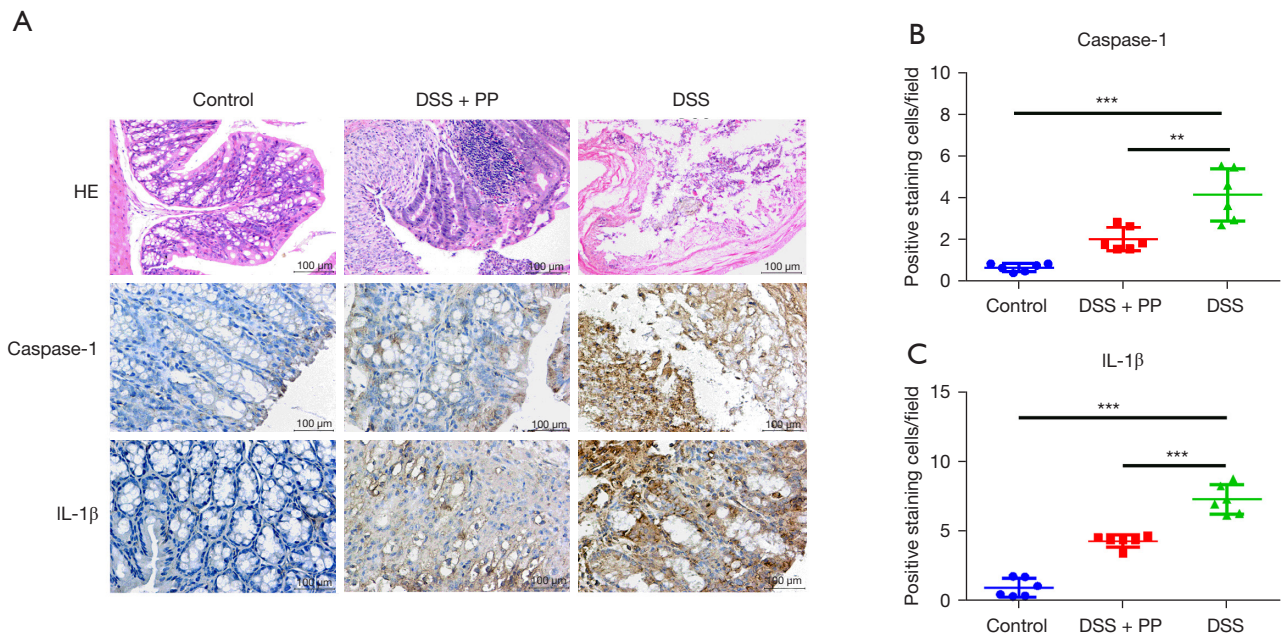 A
Control DSS + PP DSS
HE
100 μm 100 μm 100 μm
Caspase-1
100 μm 100 μm 100 μm
IL-1β
100 μm 100 μm 100 μm
B
Caspase-1
Positive staining cells/field
10
8
6
4
2
0
***
**
Control DSS + PP DSS
C
IL-1β
Positive staining cells/field
15
10
5
0
***
***
Control DSS + PP DSS